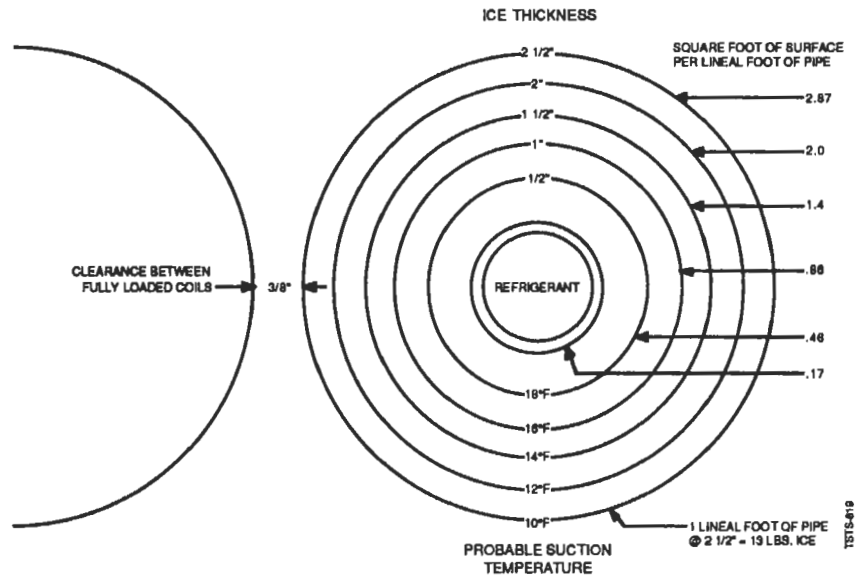 ICE THICKNESS
SQUARE FOOT OF SURFACE
PER LINEAL FOOT OF PIPE
2 1/2"
2"
1 1/2"
1"
1/2"
2.87
2.0
1.4
.86
.46
.17
CLEARANCE BETWEEN
FULLY LOADED COILS
3/8"
REFRIGERANT
18°F
16°F
14°F
12°F
10°F
1 LINEAL FOOT OF PIPE
@ 2 1/2" = 13 LBS. ICE
PROBABLE SUCTION
TEMPERATURE
TSTS-619